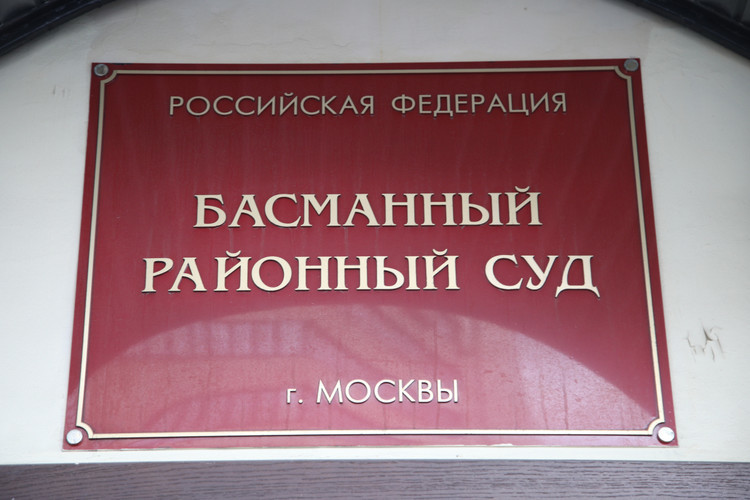 РОССИЙСКАЯ ФЕДЕРАЦИЯ
БАСМАННЫЙ
РАЙОННЫЙ СУД
г. МОСКВЫ